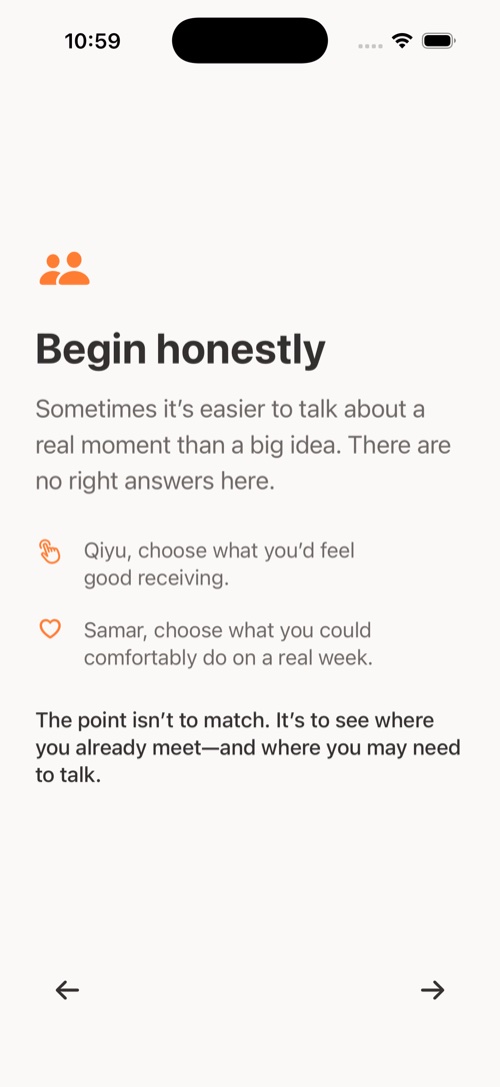 10:59
Begin honestly
Sometimes it’s easier to talk about a
real moment than a big idea. There are
no right answers here.
Qiyu, choose what you’d feel
good receiving.
Samar, choose what you could
comfortably do on a real week.
The point isn’t to match. It’s to see where
you already meet—and where you may need
to talk.